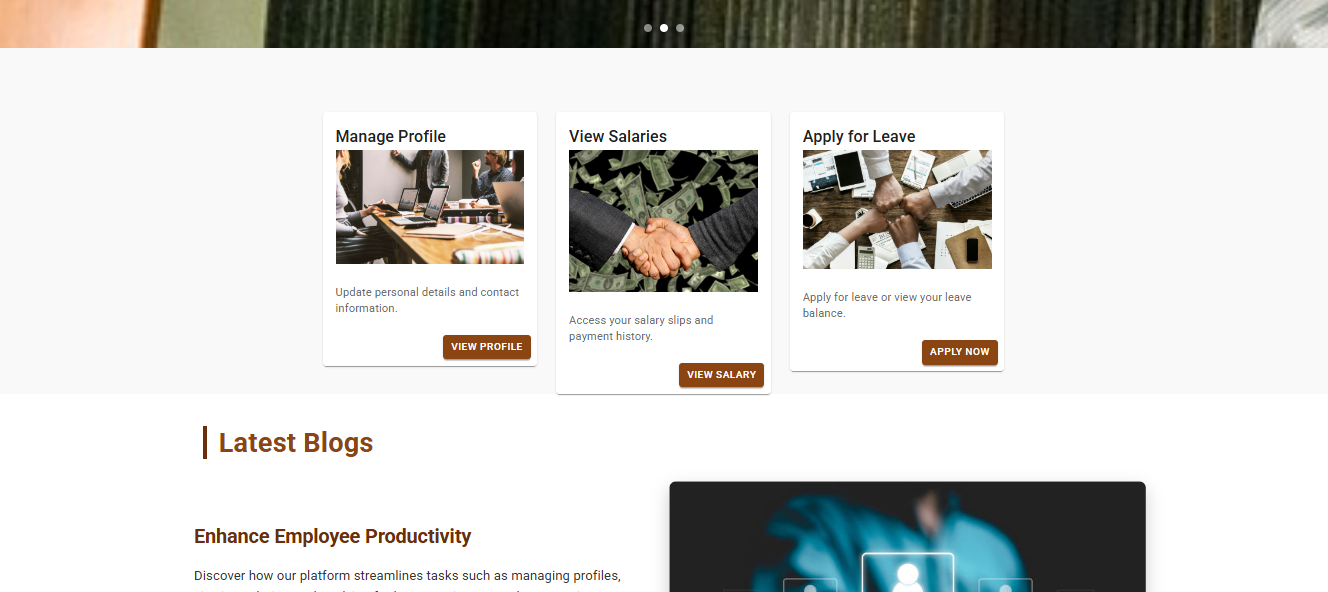 Manage Profile
Update personal details and contact
information.
VIEW PROFILE
View Salaries
Access your salary slips and
payment history.
VIEW SALARY
Apply for Leave
Apply for leave or view your leave
balance.
APPLY NOW
Latest Blogs
Enhance Employee Productivity
Discover how our platform streamlines tasks such as managing profiles,